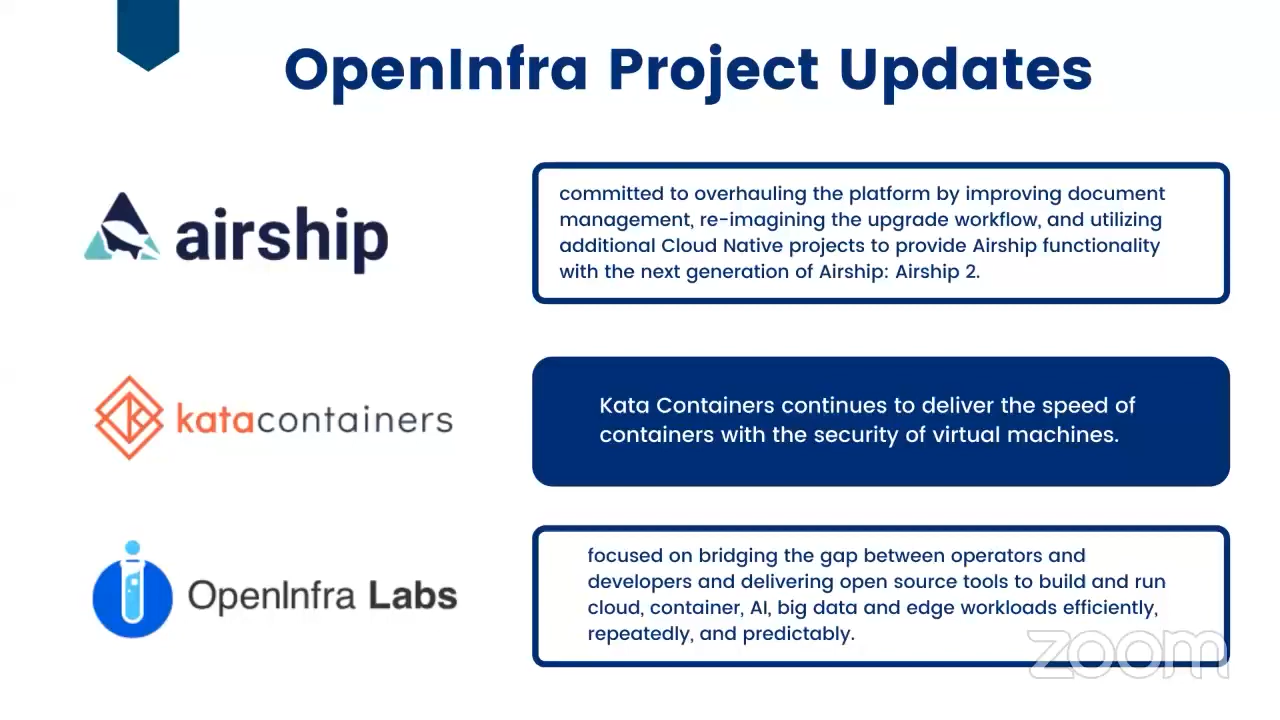 OpenInfra Project Updates
airship
committed to overhauling the platform by improving document
management, re-imagining the upgrade workflow, and utilizing
additional Cloud Native projects to provide Airship functionality
with the next generation of Airship: Airship 2.
katacontainers
Kata Containers continues to deliver the speed of
containers with the security of virtual machines.
OpenInfra Labs
focused on bridging the gap between operators and
developers and delivering open source tools to build and run
cloud, container, AI, big data and edge workloads efficiently,
repeatedly, and predictably.
zoom